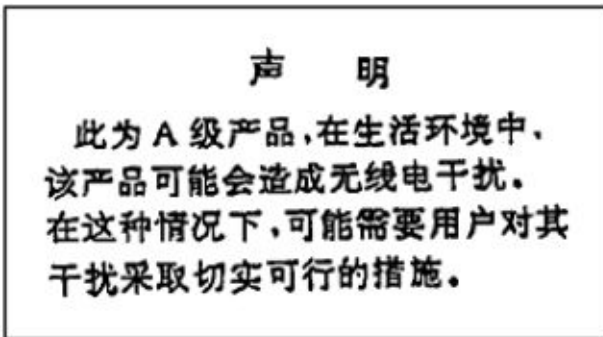 声 明
此为 A 级产品,在生活环境中,
该产品可能会造成无线电干扰。
在这种情况下,可能需要用户对其
干扰采取切实可行的措施。